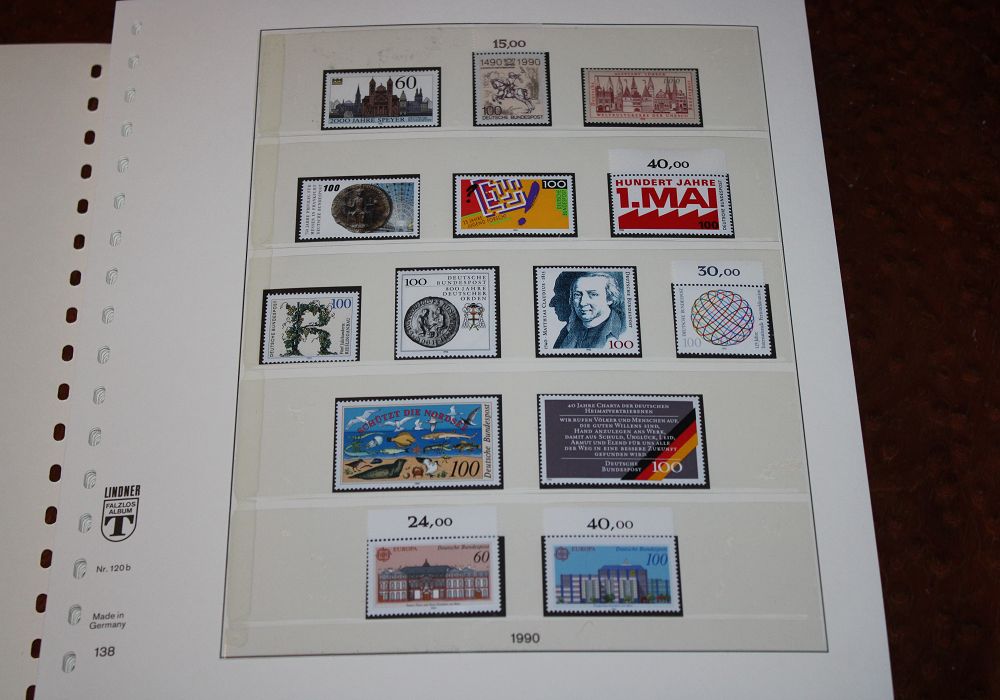 15,00
60
2000 JAHRE SPEYER
1490 1990
100
DEUTSCHE BUNDESPOST
100
100
40,00
HUNDERT JAHRE
1.MAI
100
100
DEUTSCHE BUNDESPOST
R
100
DEUTSCHE
BUNDESPOST
800 JAHRE
DEUTSCHER
ORDEN
100
30,00
100
SCHÜTZT DIE NORDSEE
100
Deutsche Bundespost
40 JAHRE CHARTA DER DEUTSCHEN
HEIMATVERTRIEBENEN
WIR RUFEN VÖLKER UND MENSCHEN AUF,
DIE GUTEN WILLENS SIND,
HAND ANZULEGEN ANS WERK,
DAMIT AUS SCHULD, UNGLÜCK, LEID,
ARMUT UND ELEND FÜR UNS ALLE
DER WEG IN EINE BESSERE ZUKUNFT
GEFUNDEN WIRD.
DEUTSCHE
BUNDESPOST
100
24,00
EUROPA Deutsche Bundespost
60
40,00
EUROPA Deutsche Bundespost
100
1990
LINDNER
FALZLOS
ALBUM
T
Nr. 120 b
Made in
Germany
138